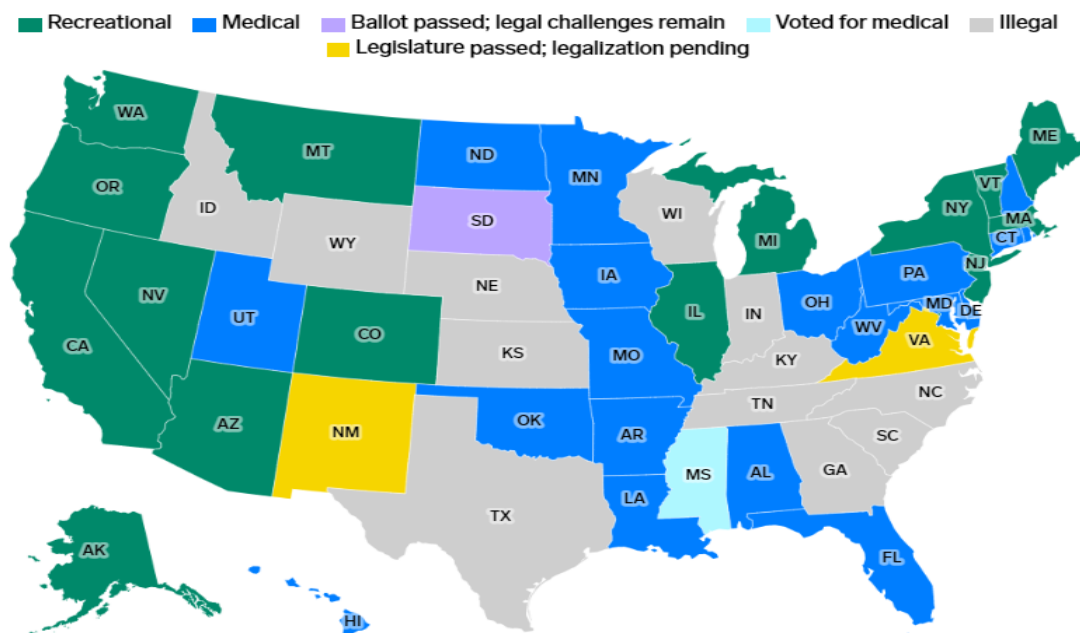 Recreational Medical Ballot passed; legal challenges remain Voted for medical Illegal
Legislature passed; legalization pending
WA
MT
ND
MN
ME
OR
ID
SD
WI
VT
NY
MA
WY
MI
CT
NV
NE
IA
PA
NJ
UT
CO
IL
IN
OH
MD
DE
CA
KS
MO
WV
VA
KY
AZ
NM
OK
AR
TN
NC
SC
MS
AL
GA
TX
LA
AK
FL
HI